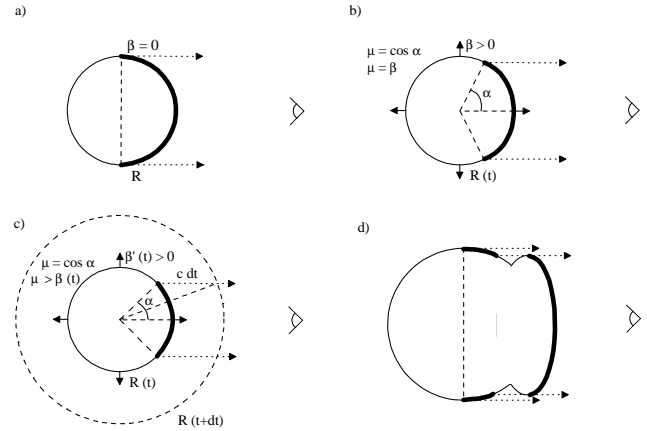 a)
β = 0
R
b)
μ = cos α
μ = β
β > 0
α
R (t)
c)
μ = cos α
μ > β (t)
β' (t) > 0
c dt
α
R (t)
R (t+dt)
d)